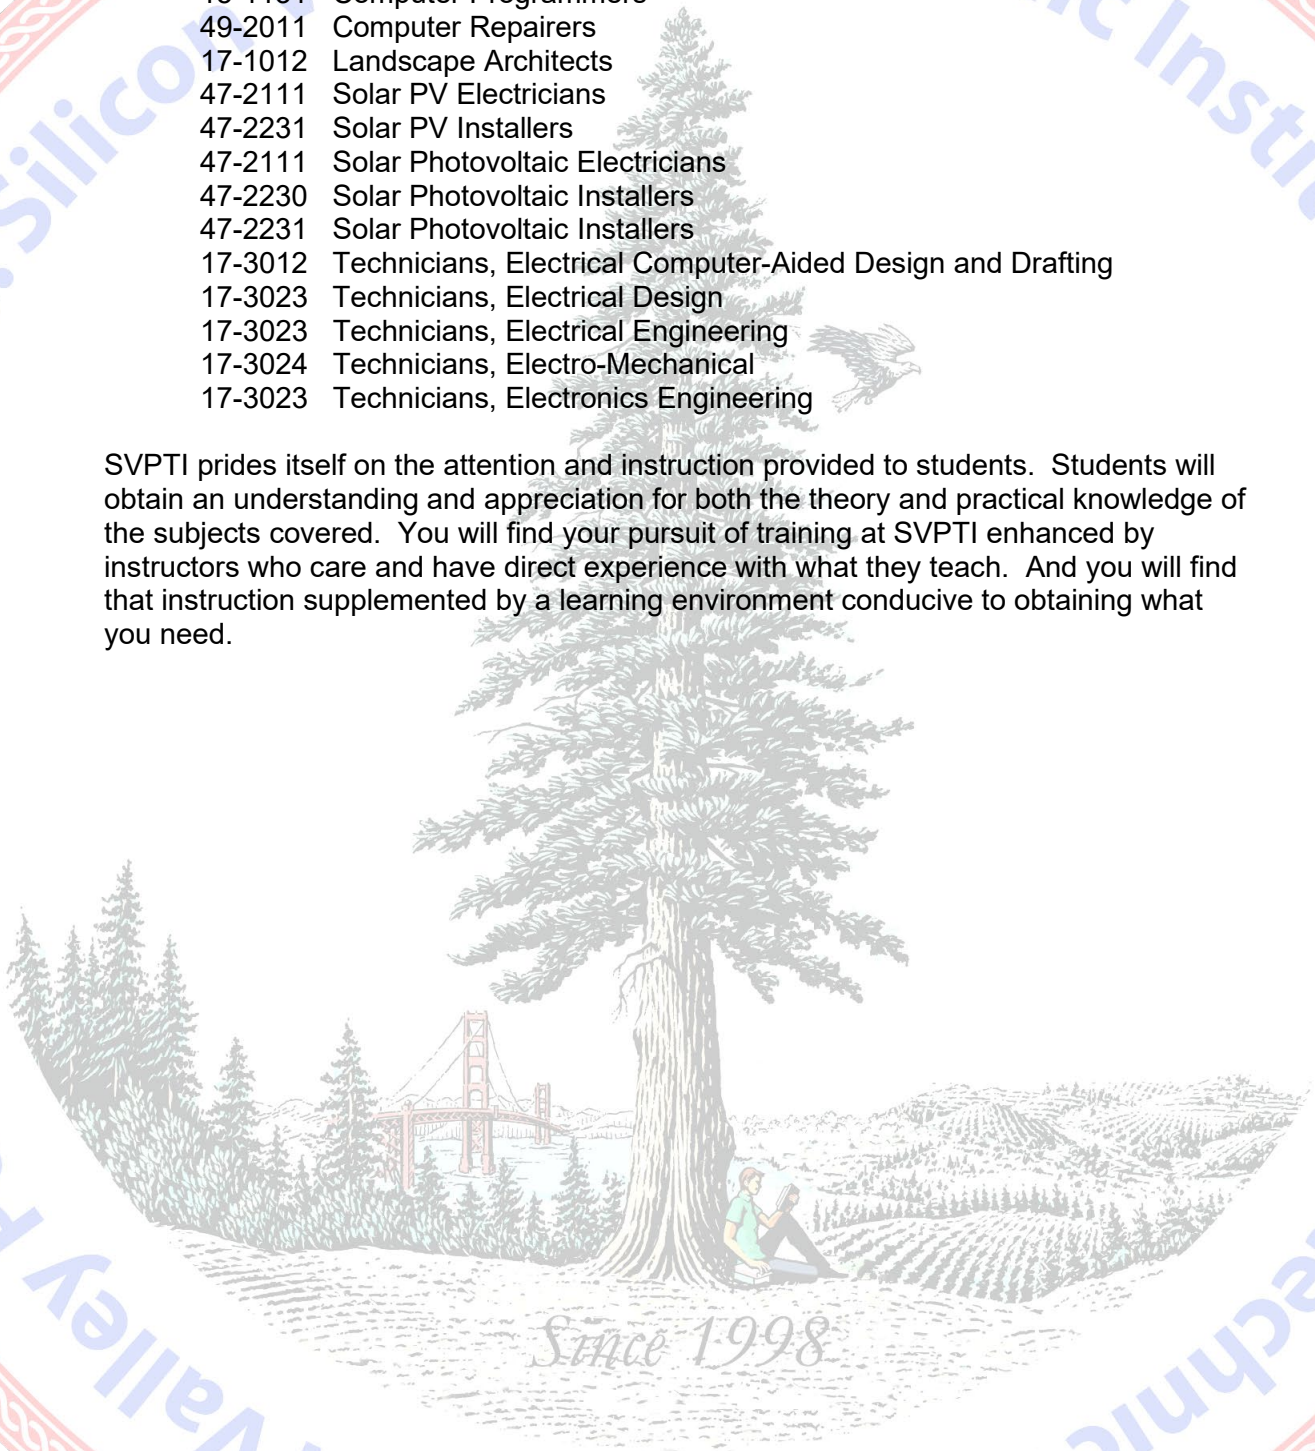 Computer Programmers
49-2011 Computer Repairers
17-1012 Landscape Architects
47-2111 Solar PV Electricians
47-2231 Solar PV Installers
47-2111 Solar Photovoltaic Electricians
47-2230 Solar Photovoltaic Installers
47-2231 Solar Photovoltaic Installers
17-3012 Technicians, Electrical Computer-Aided Design and Drafting
17-3023 Technicians, Electrical Design
17-3023 Technicians, Electrical Engineering
17-3024 Technicians, Electro-Mechanical
17-3023 Technicians, Electronics Engineering
SVPTI prides itself on the attention and instruction provided to students. Students will
obtain an understanding and appreciation for both the theory and practical knowledge of
the subjects covered. You will find your pursuit of training at SVPTI enhanced by
instructors who care and have direct experience with what they teach. And you will find
that instruction supplemented by a learning environment conducive to obtaining what
you need.
Silicon
Valley
Since 1998